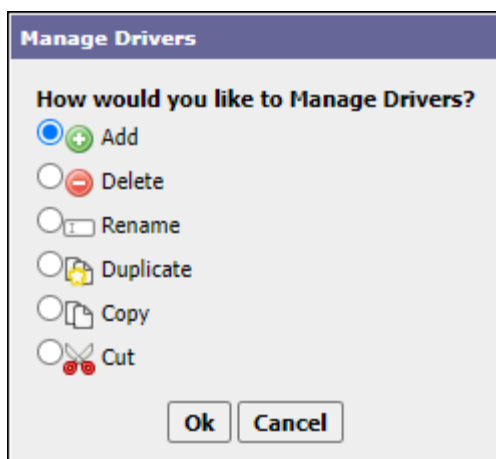 Manage Drivers
How would you like to Manage Drivers?
Add
Delete
Rename
Duplicate
Copy
Cut
Ok Cancel